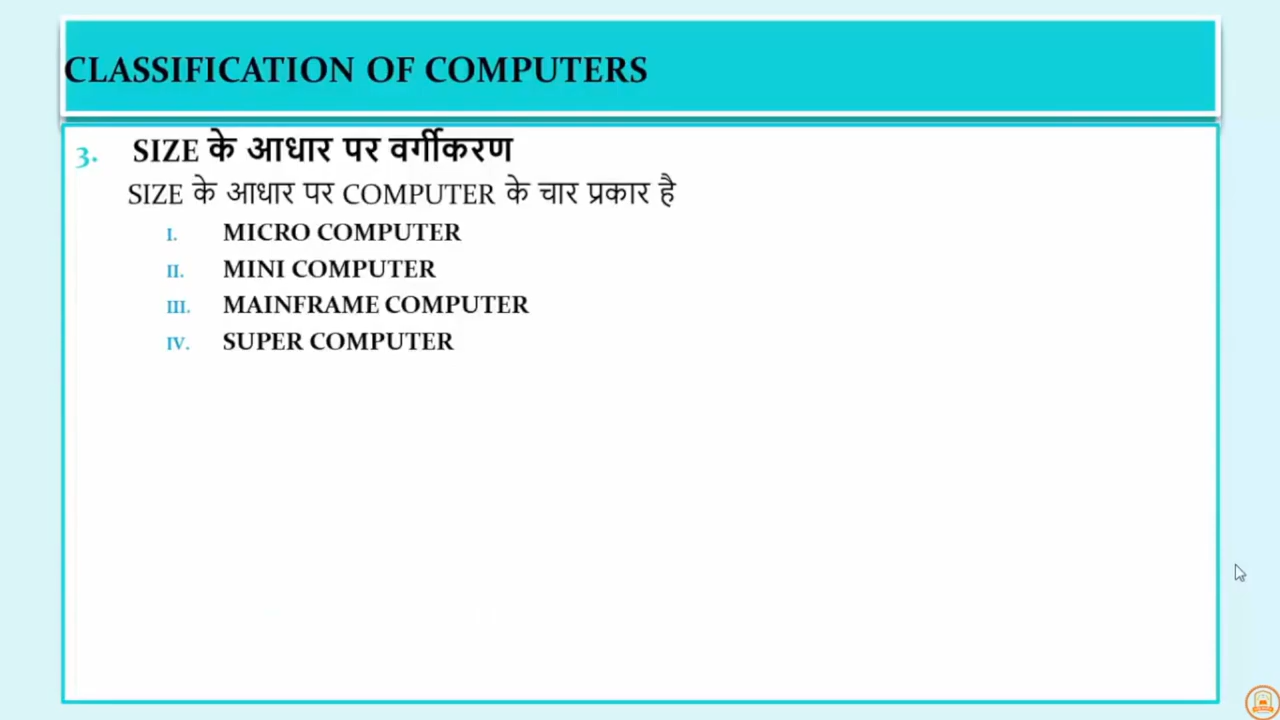 CLASSIFICATION OF COMPUTERS
3. SIZE के आधार पर वर्गीकरण
SIZE के आधार पर COMPUTER के चार प्रकार है
I. MICRO COMPUTER
II. MINI COMPUTER
III. MAINFRAME COMPUTER
IV. SUPER COMPUTER